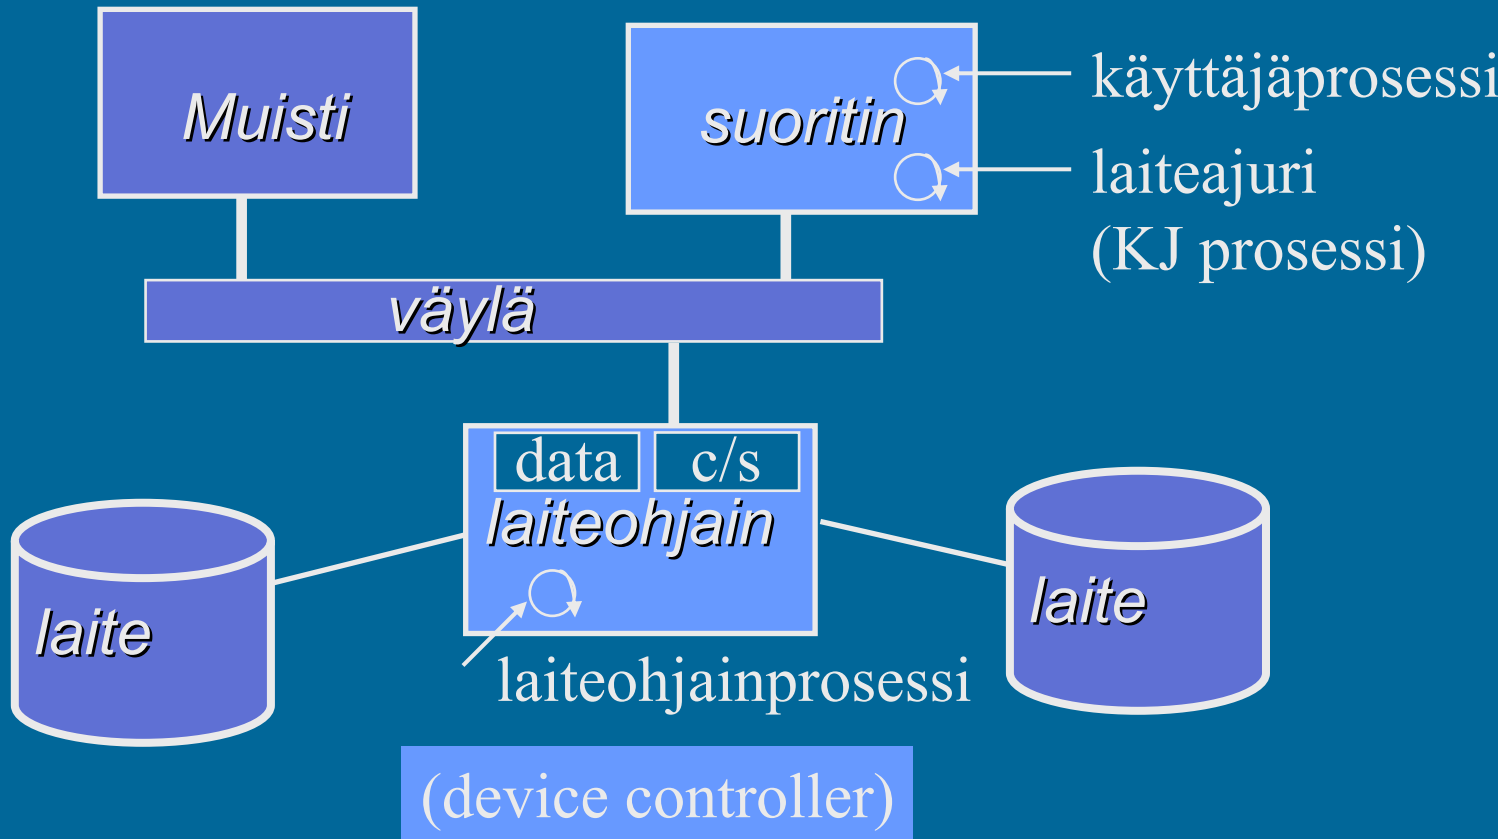 Muisti
suoritin
käyttäjäprosessi
laiteajuri
(KJ prosessi)
väylä
data
c/s
laiteohjain
laite
laite
laiteohjainprosessi
(device controller)